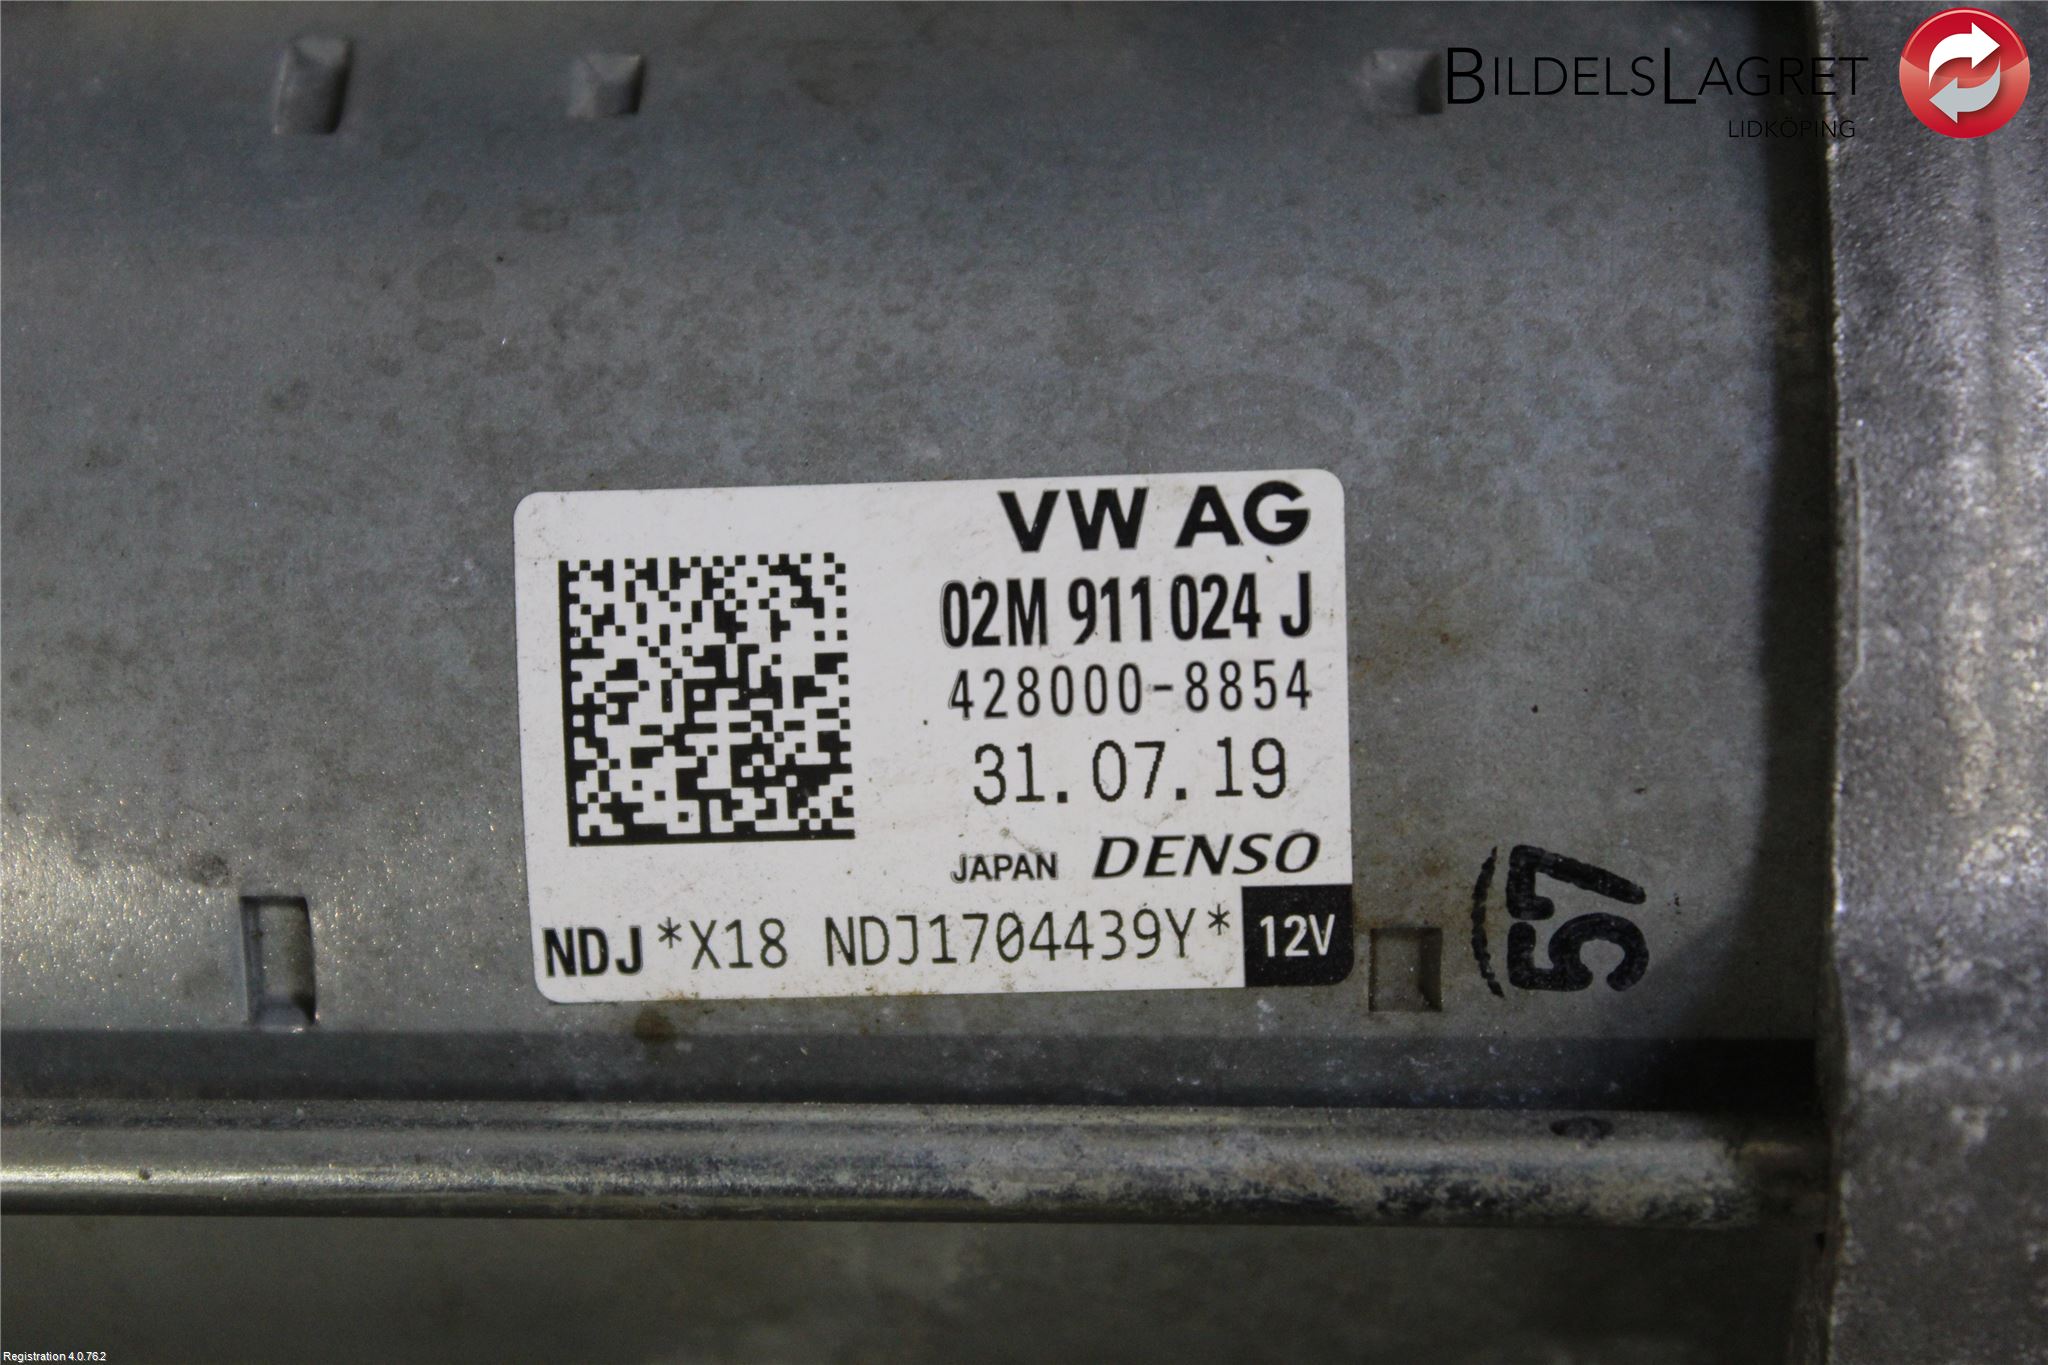 BILDELSLAGRET
LIDKÖPING
VW AG
02M 911 024 J
428000-8854
31.07.19
JAPAN DENSO
NDJ *X18 NDJ1704439Y* 12V
(57
Registration 4.0.76.2